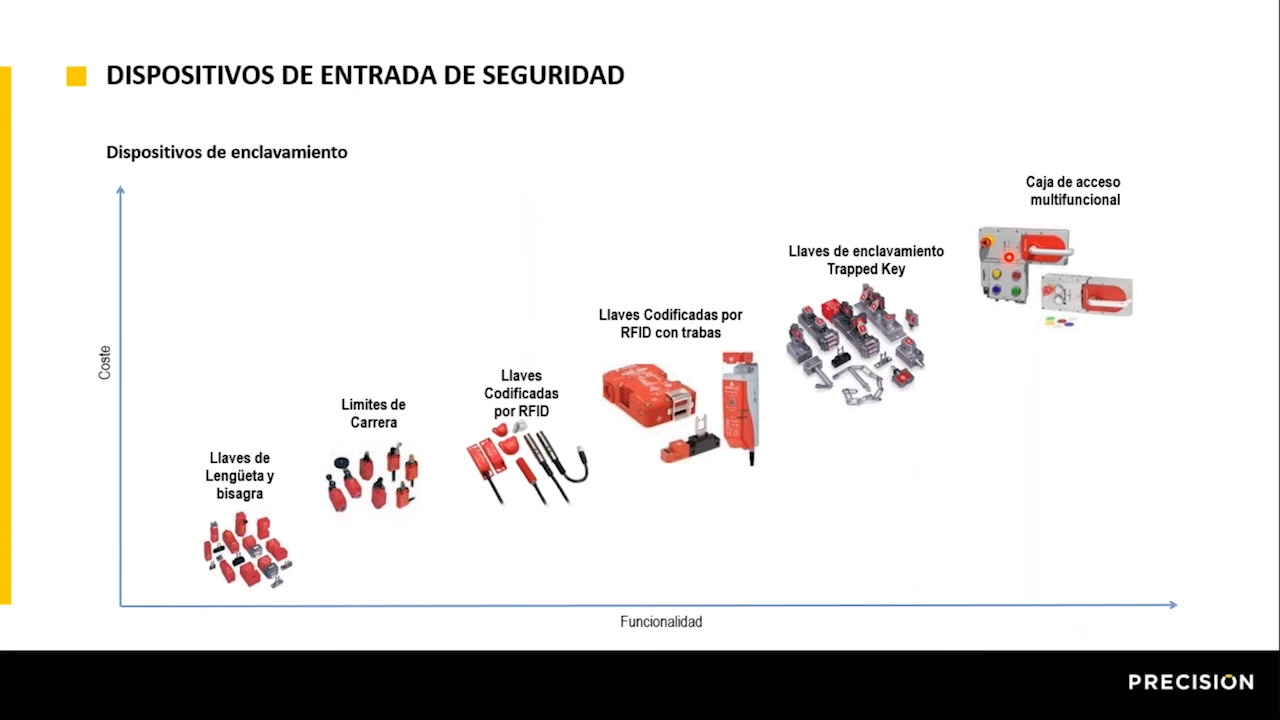 DISPOSITIVOS DE ENTRADA DE SEGURIDAD
Dispositivos de enclavamiento
Caja de acceso
multifuncional
Llaves de enclavamiento
Trapped Key
Llaves Codificadas por
RFID con trabas
Llaves
Codificadas
por RFID
Limites de
Carrera
Llaves de
Lengüeta y
bisagra
Coste
Funcionalidad
PRECISIÓN